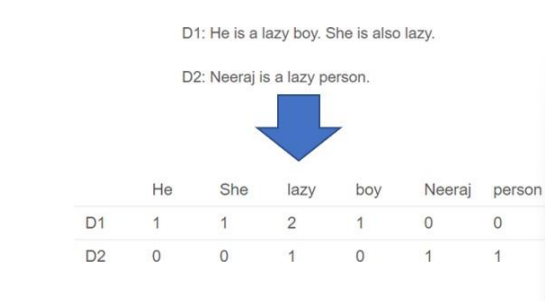 D1: He is a lazy boy. She is also lazy.
D2: Neeraj is a lazy person.
He She lazy boy Neeraj person
D1 1 1 2 1 0 0
D2 0 0 1 0 1 1